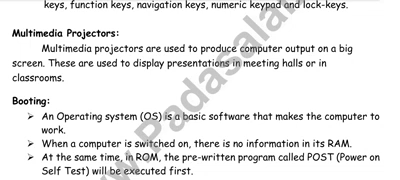 keys, function keys, navigation keys, numeric keypad and lock-keys.
Multimedia Projectors:
Multimedia projectors are used to produce computer output on a big
screen. These are used to display presentations in meeting halls or in
classrooms.
Booting:
➢ An Operating system (OS) is a basic software that makes the computer to
work.
➢ When a computer is switched on, there is no information in its RAM.
➢ At the same time, in ROM, the pre-written program called POST (Power on
Self Test) will be executed first.
www.Padasalai